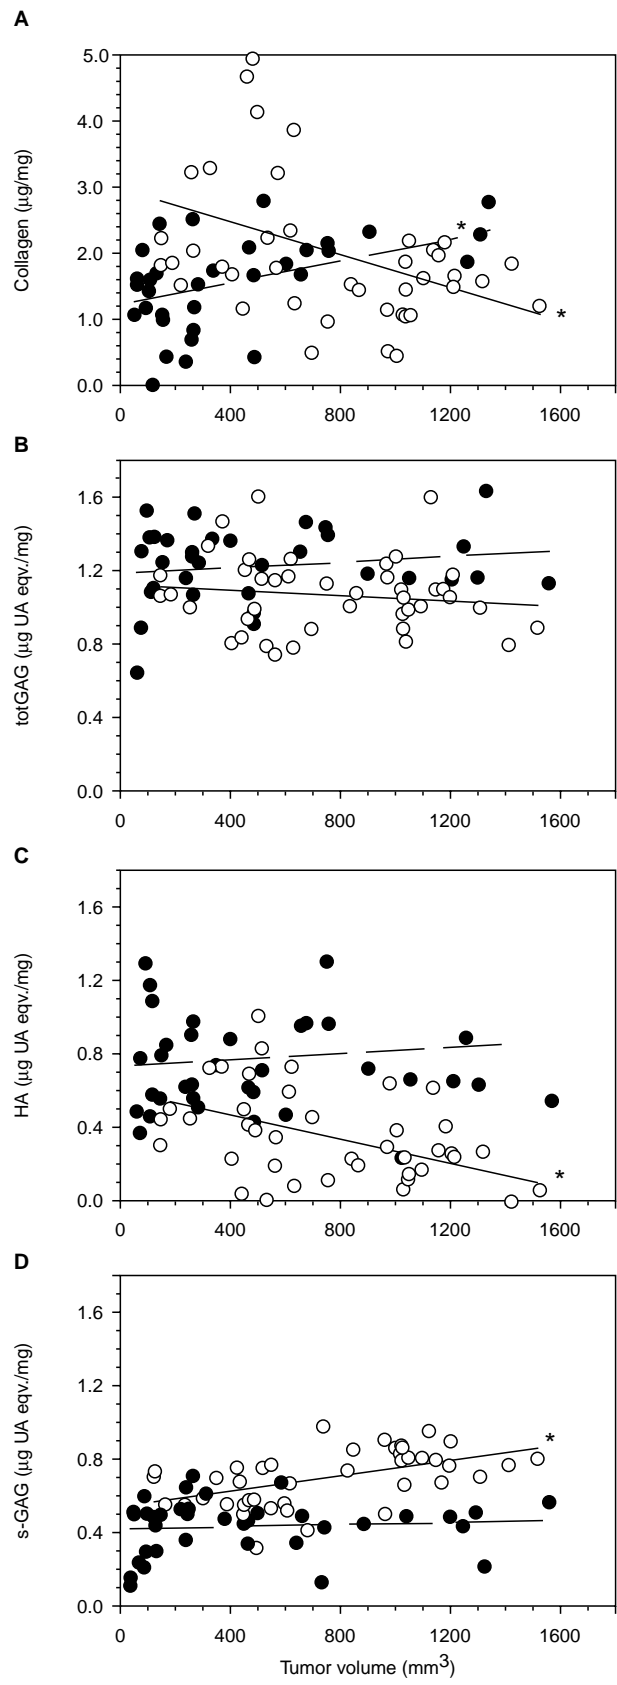 A
Collagen (µg/mg)
5.0
4.0
3.0
2.0
1.0
0.0
*
*
0 400 800 1200 1600
B
totGAG (µg UA eqv./mg)
1.6
1.2
0.8
0.4
0.0
0 400 800 1200 1600
C
HA (µg UA eqv./mg)
1.6
1.2
0.8
0.4
0.0
*
0 400 800 1200 1600
D
s-GAG (µg UA eqv./mg)
1.6
1.2
0.8
0.4
0.0
*
0 400 800 1200 1600
Tumor volume (mm3)